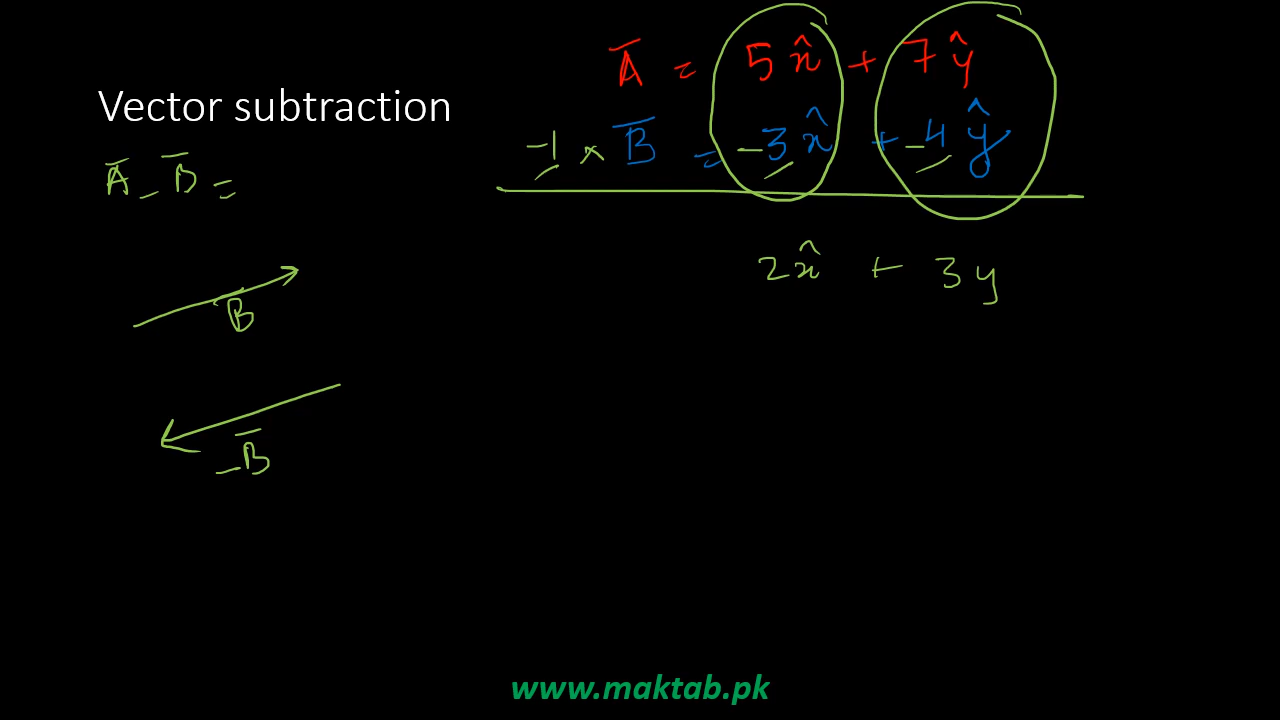 A̅ = 5x̂ + 7ŷ
Vector subtraction
-1 × B̅ = -3x̂ + -4ŷ
A̅ - B̅ =
2x̂ + 3y
B̅
-B̅
www.maktab.pk